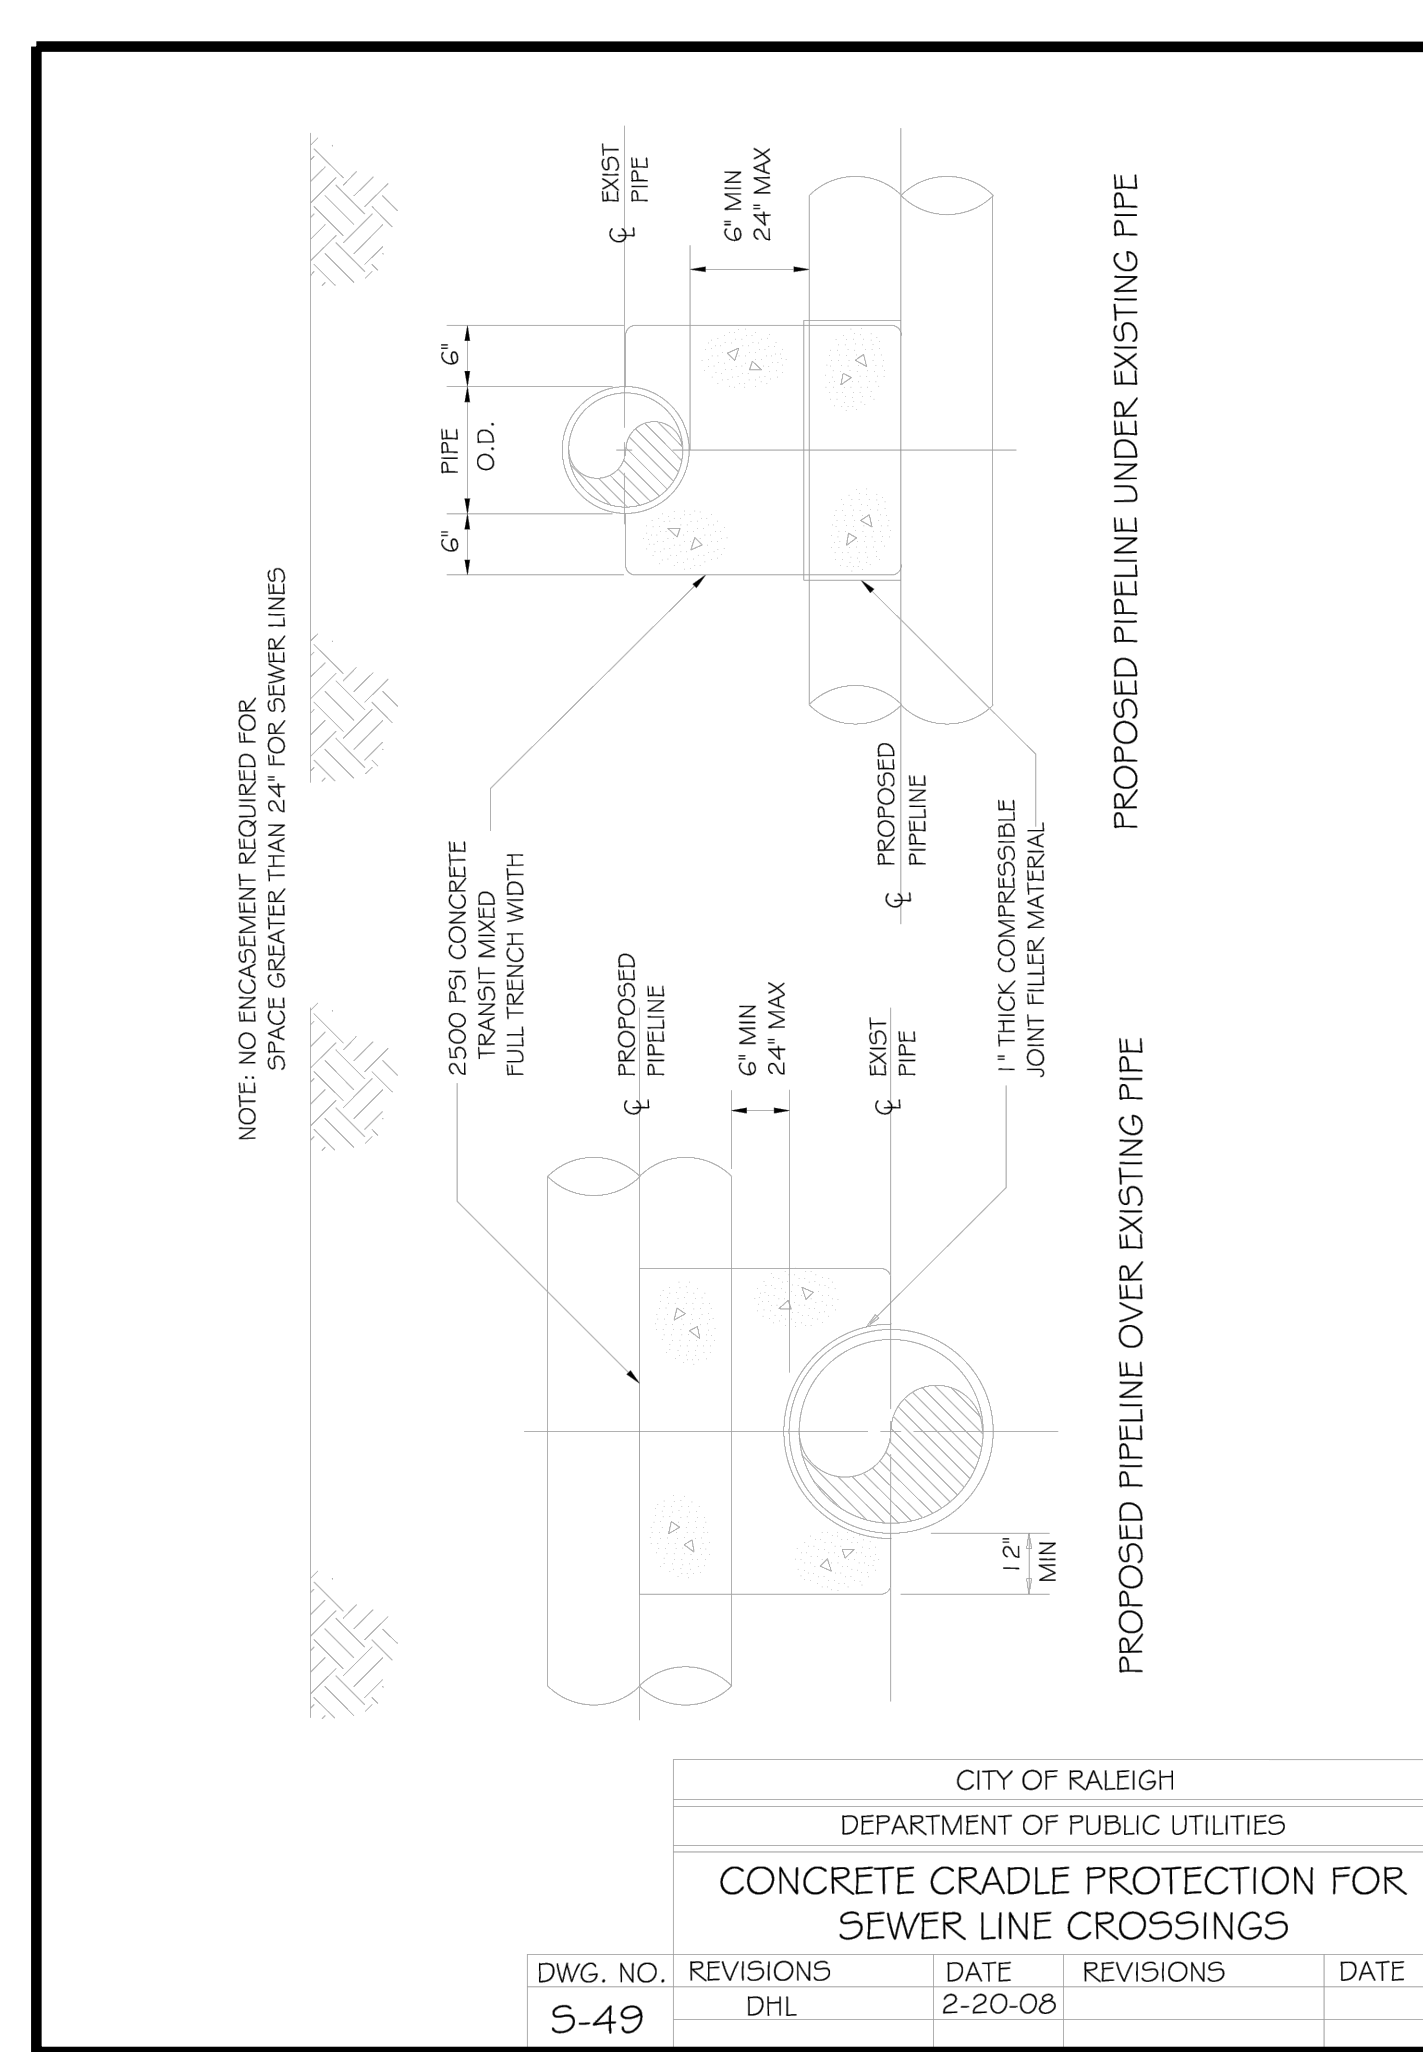 NOTE: NO ENCASEMENT REQUIRED FOR
SPACE GREATER THAN 24" FOR SEWER LINES
2500 PSI CONCRETE
TRANSIT MIXED
FULL TRENCH WIDTH
℄ PROPOSED
PIPELINE
6" MIN
24" MAX
℄ EXIST
PIPE
1" THICK COMPRESSIBLE
JOINT FILLER MATERIAL
12"
MIN
PROPOSED PIPELINE OVER EXISTING PIPE
6"
PIPE
O.D.
6"
℄ EXIST
PIPE
6" MIN
24" MAX
℄ PROPOSED
PIPELINE
PROPOSED PIPELINE UNDER EXISTING PIPE
CITY OF RALEIGH
DEPARTMENT OF PUBLIC UTILITIES
CONCRETE CRADLE PROTECTION FOR
SEWER LINE CROSSINGS
DWG. NO. REVISIONS DATE REVISIONS DATE
S-49 DHL 2-20-08